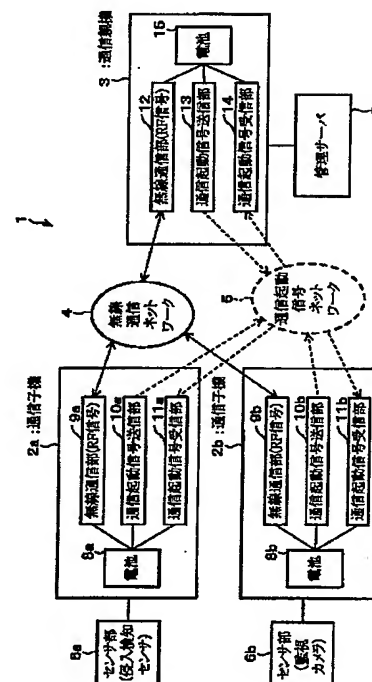 1
2a
:通信子機
9a
無線通信部(RF信号)
10a
通信起動信号送信部
11a
通信起動信号受信部
8a
電池
センサ部
(侵入検知
センサ)
2b
:通信子機
9b
無線通信部(RF信号)
10b
通信起動信号送信部
11b
通信起動信号受信部
8b
電池
6b
センサ部
(監視
カメラ)
4
無線
通信
ネット
ワーク
5
通信起動
信号
ネット
ワーク
3
:通信親機
15
電池
12
無線通信部(RF信号)
13
通信起動信号送信部
14
通信起動信号受信部
管理サーバ